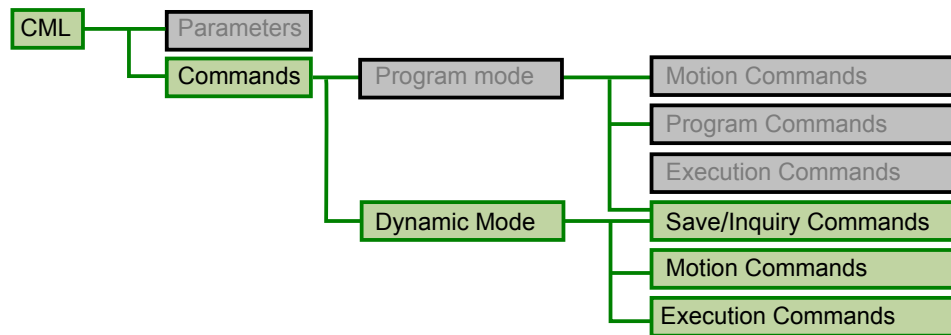 CML
Parameters
Commands
Program mode
Motion Commands
Program Commands
Execution Commands
Dynamic Mode
Save/Inquiry Commands
Motion Commands
Execution Commands